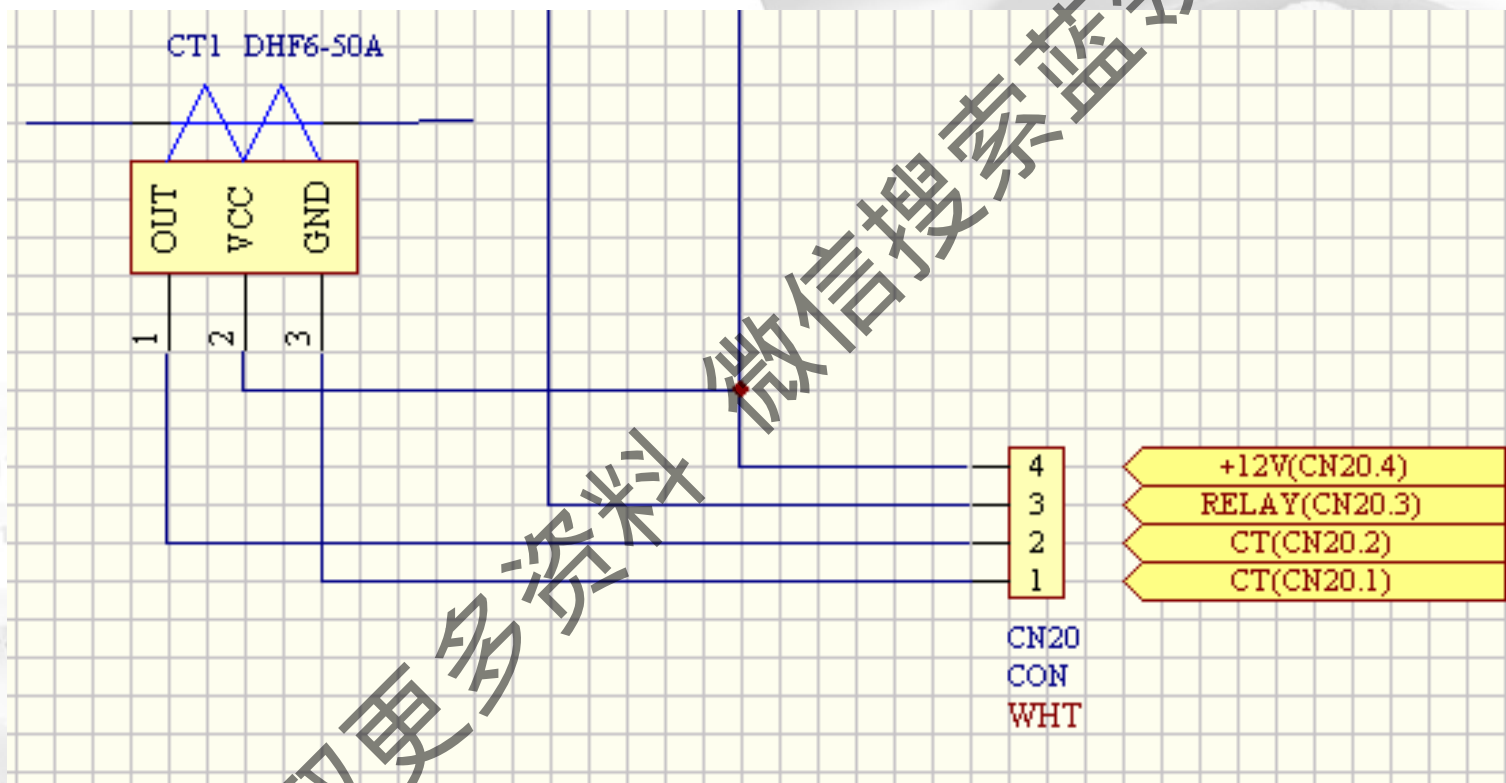 CT1 DHF6-50A
OUT
VCC
GND
1
2
3
4
3
2
1
+12V(CN20.4)
RELAY(CN20.3)
CT(CN20.2)
CT(CN20.1)
CN20
CON
WHT
更多资料 微信搜索蓝